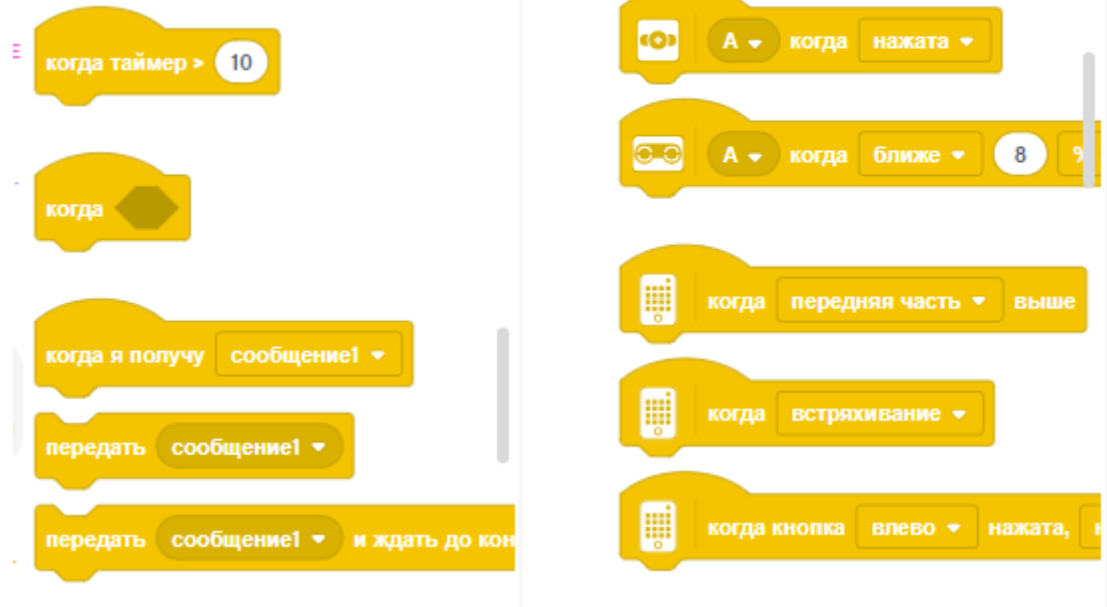 когда таймер > 10
когда
когда я получу сообщение1
передать сообщение1
передать сообщение1 и ждать до кон
A когда нажата
A когда ближе 8 %
когда передняя часть выше
когда встряхивание
когда кнопка влево нажата,